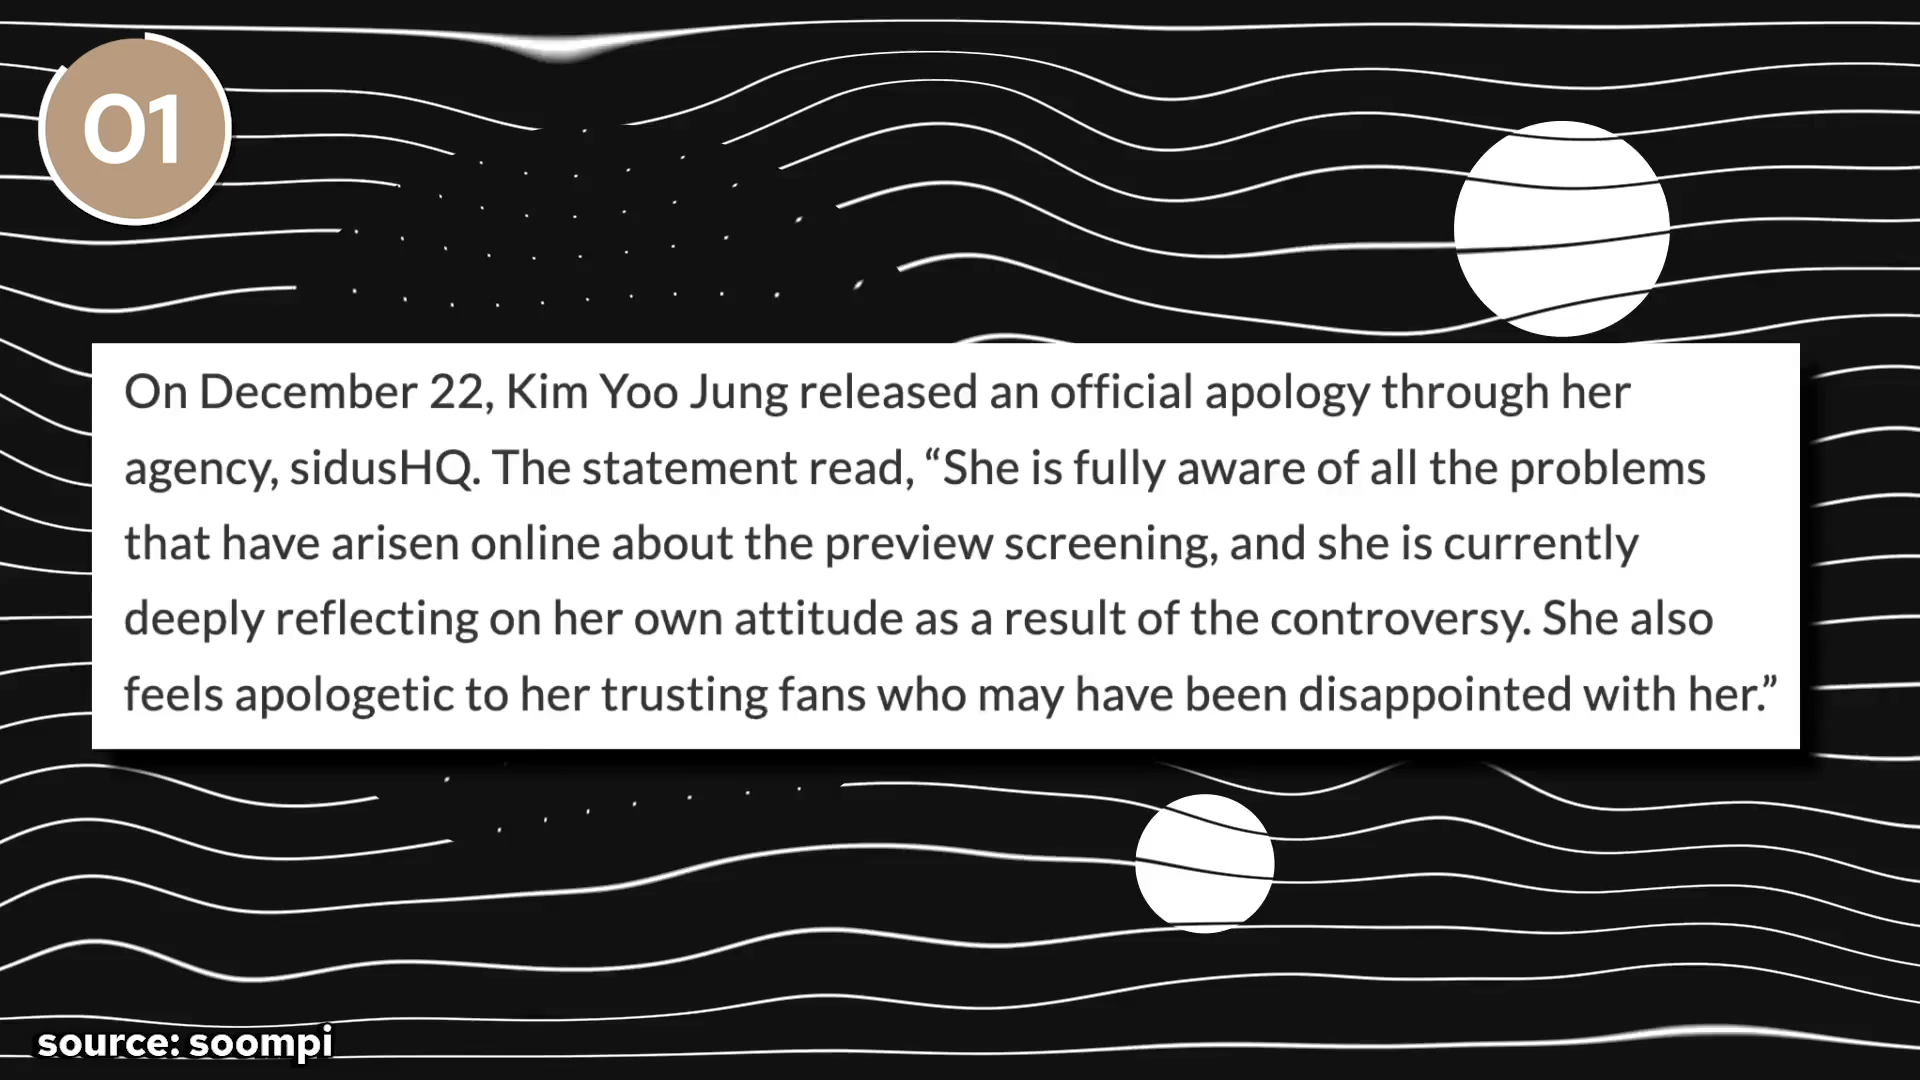 01
On December 22, Kim Yoo Jung released an official apology through her
agency, sidusHQ. The statement read, “She is fully aware of all the problems
that have arisen online about the preview screening, and she is currently
deeply reflecting on her own attitude as a result of the controversy. She also
feels apologetic to her trusting fans who may have been disappointed with her.”
source: soompi